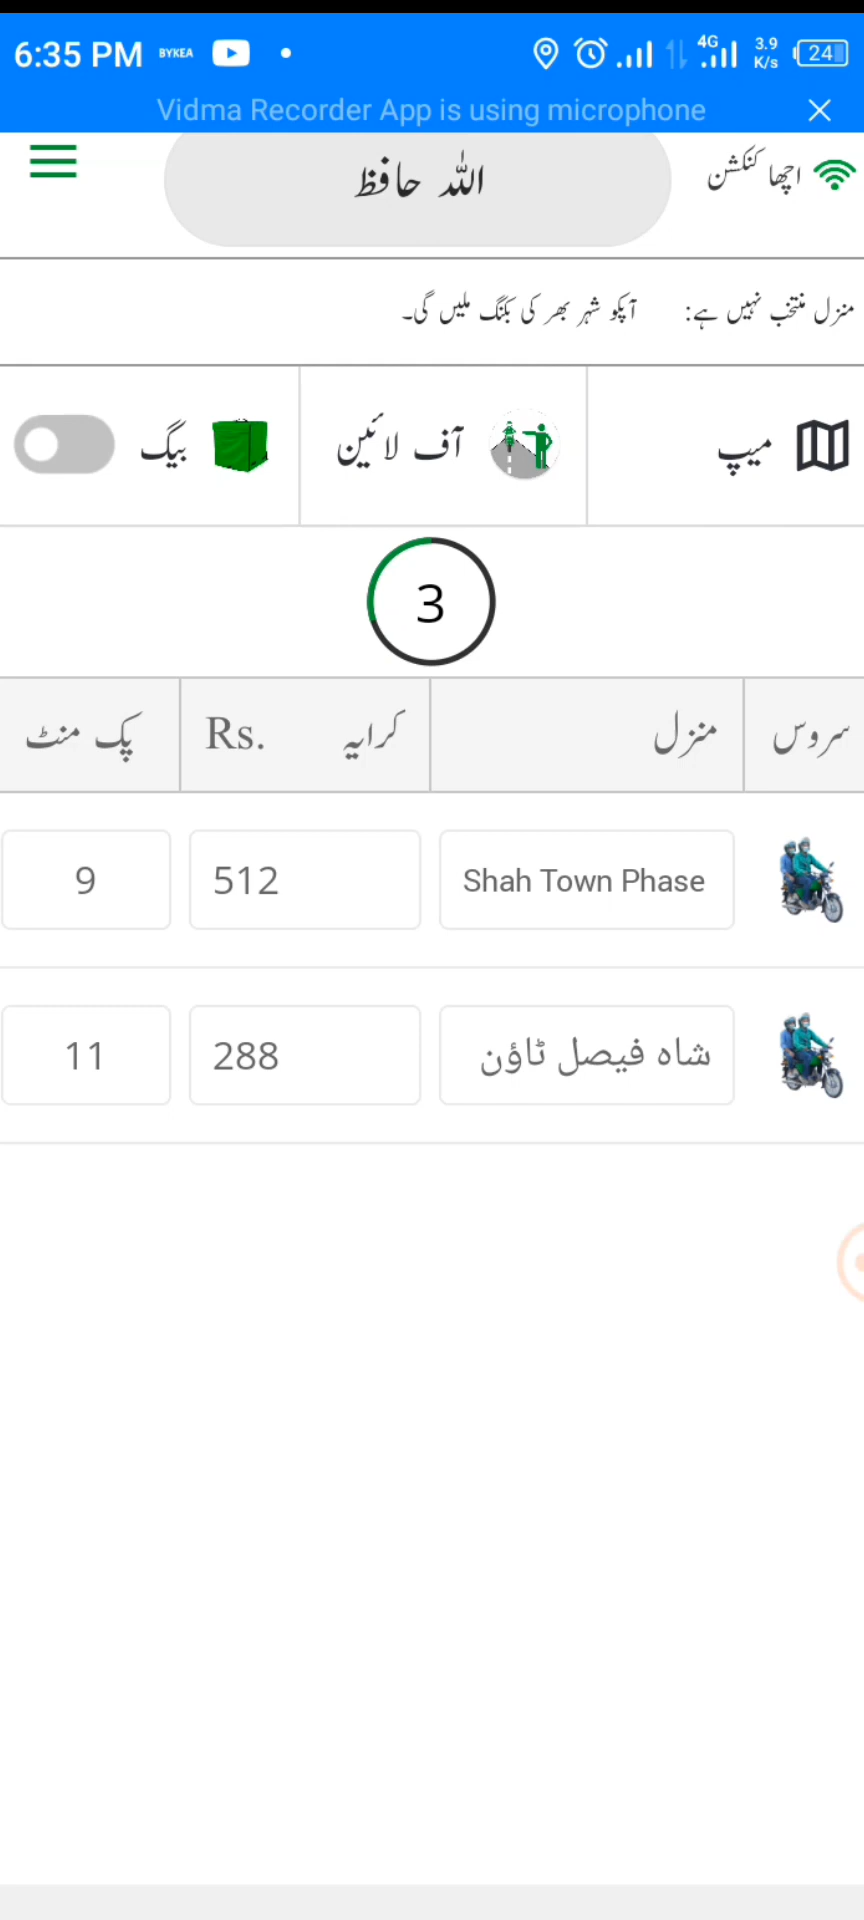 6:35 PM BYKEA 4G 3.9 K/s 24
Vidma Recorder App is using microphone
اللہ حافظ
اچھا کنکشن
منزل منتخب نہیں ہے: آپکو شہر بھر کی بکنگ ملیں گی۔
میپ
آف لائین
بیگ
3
سروس منزل کرایہ Rs. پک منٹ
Shah Town Phase 512 9
شاہ فیصل ٹاؤن 288 11